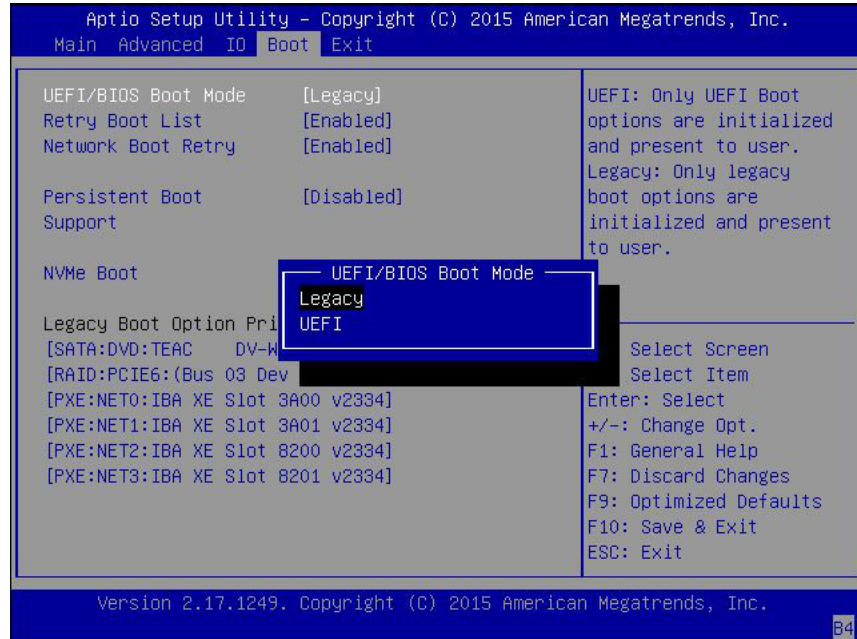 Aptio Setup Utility – Copyright (C) 2015 American Megatrends, Inc.
Main Advanced IO Boot Exit
UEFI/BIOS Boot Mode [Legacy]
Retry Boot List [Enabled]
Network Boot Retry [Enabled]
Persistent Boot [Disabled]
Support
NVMe Boot
Legacy Boot Option Pri
[SATA:DVD:TEAC DV-W
[RAID:PCIE6:(Bus 03 Dev
[PXE:NET0:IBA XE Slot 3A00 v2334]
[PXE:NET1:IBA XE Slot 3A01 v2334]
[PXE:NET2:IBA XE Slot 8200 v2334]
[PXE:NET3:IBA XE Slot 8201 v2334]
UEFI/BIOS Boot Mode
Legacy
UEFI
UEFI: Only UEFI Boot
options are initialized
and present to user.
Legacy: Only legacy
boot options are
initialized and present
to user.
Select Screen
Select Item
Enter: Select
+/-: Change Opt.
F1: General Help
F7: Discard Changes
F9: Optimized Defaults
F10: Save & Exit
ESC: Exit
Version 2.17.1249. Copyright (C) 2015 American Megatrends, Inc.
B4